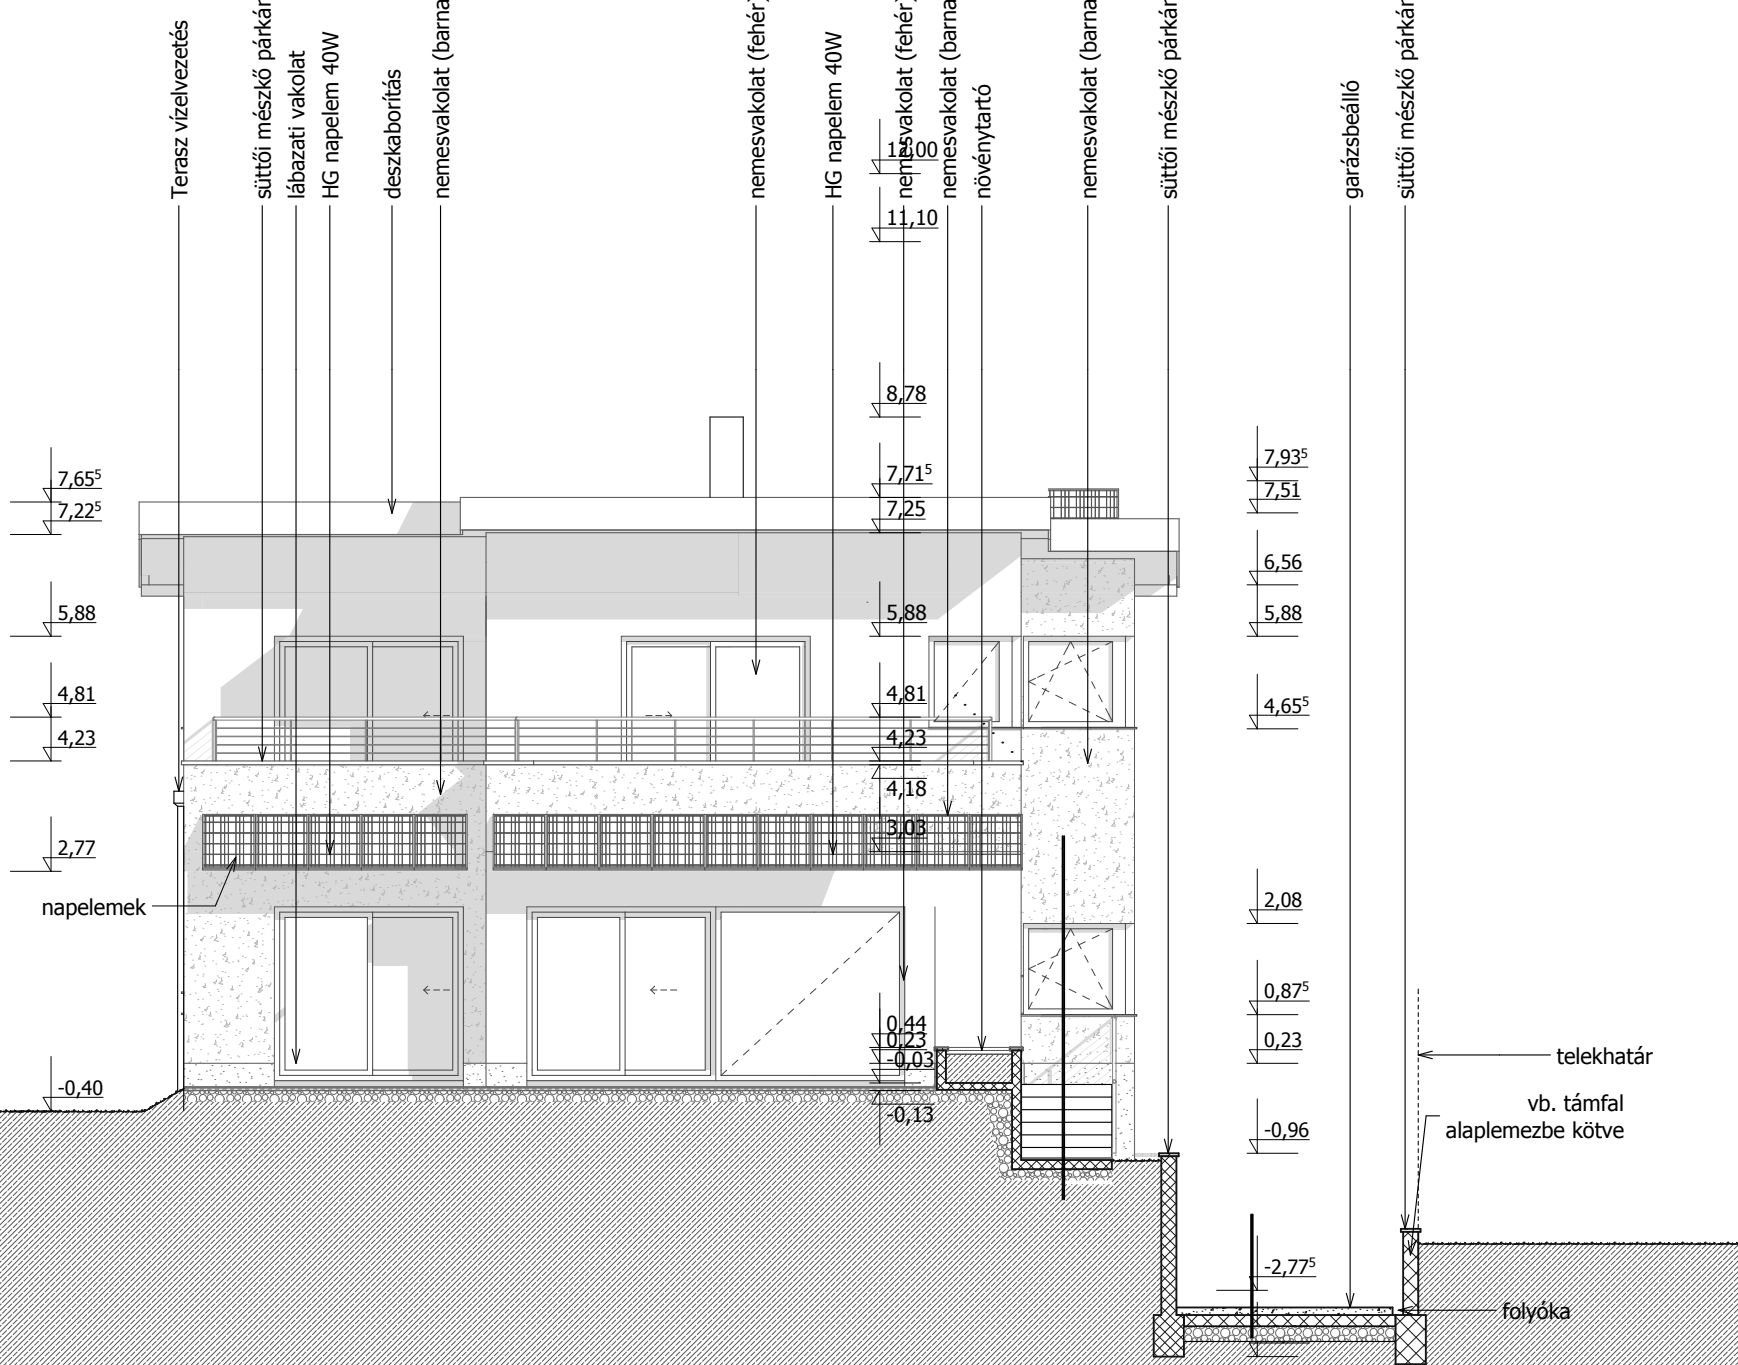 Terasz vízelvezetés
süttői mészkő párkán
lábazati vakolat
HG napelem 40W
deszkaborítás
nemesvakolat (barna
nemesvakolat (fehér)
HG napelem 40W
nemesvakolat (fehér)
nemesvakolat (barna
növénytartó
nemesvakolat (barna
süttői mészkő párkán
garázsbeálló
süttői mészkő párkán
12,00
11,10
8,78
7,71⁵
7,25
5,88
4,81
4,23
4,18
3,03
0,44
0,23
-0,03
-0,13
7,65⁵
7,22⁵
5,88
4,81
4,23
2,77
napelemek
-0,40
7,93⁵
7,51
6,56
5,88
4,65⁵
2,08
0,87⁵
0,23
-0,96
-2,77⁵
telekhatár
vb. támfal
alaplemezbe kötve
folyóka